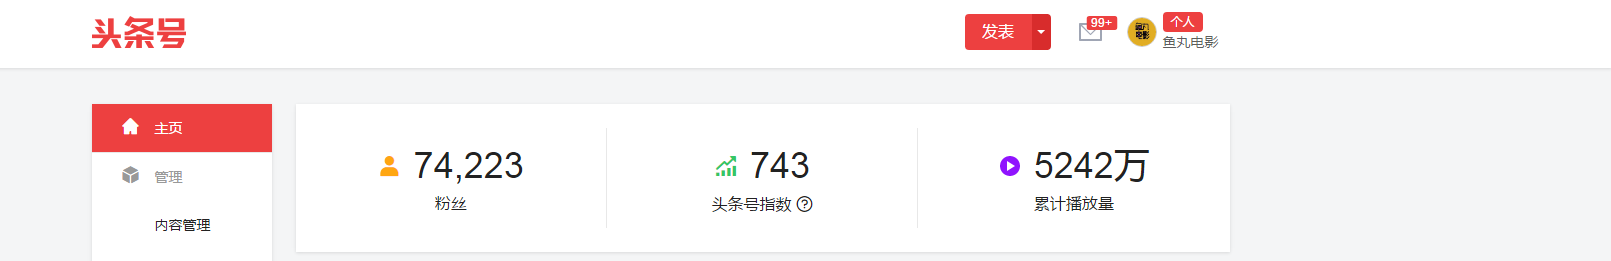 头条号
发表
99+
个人
鱼丸电影
主页
管理
内容管理
74,223
粉丝
743
头条号指数
5242万
累计播放量